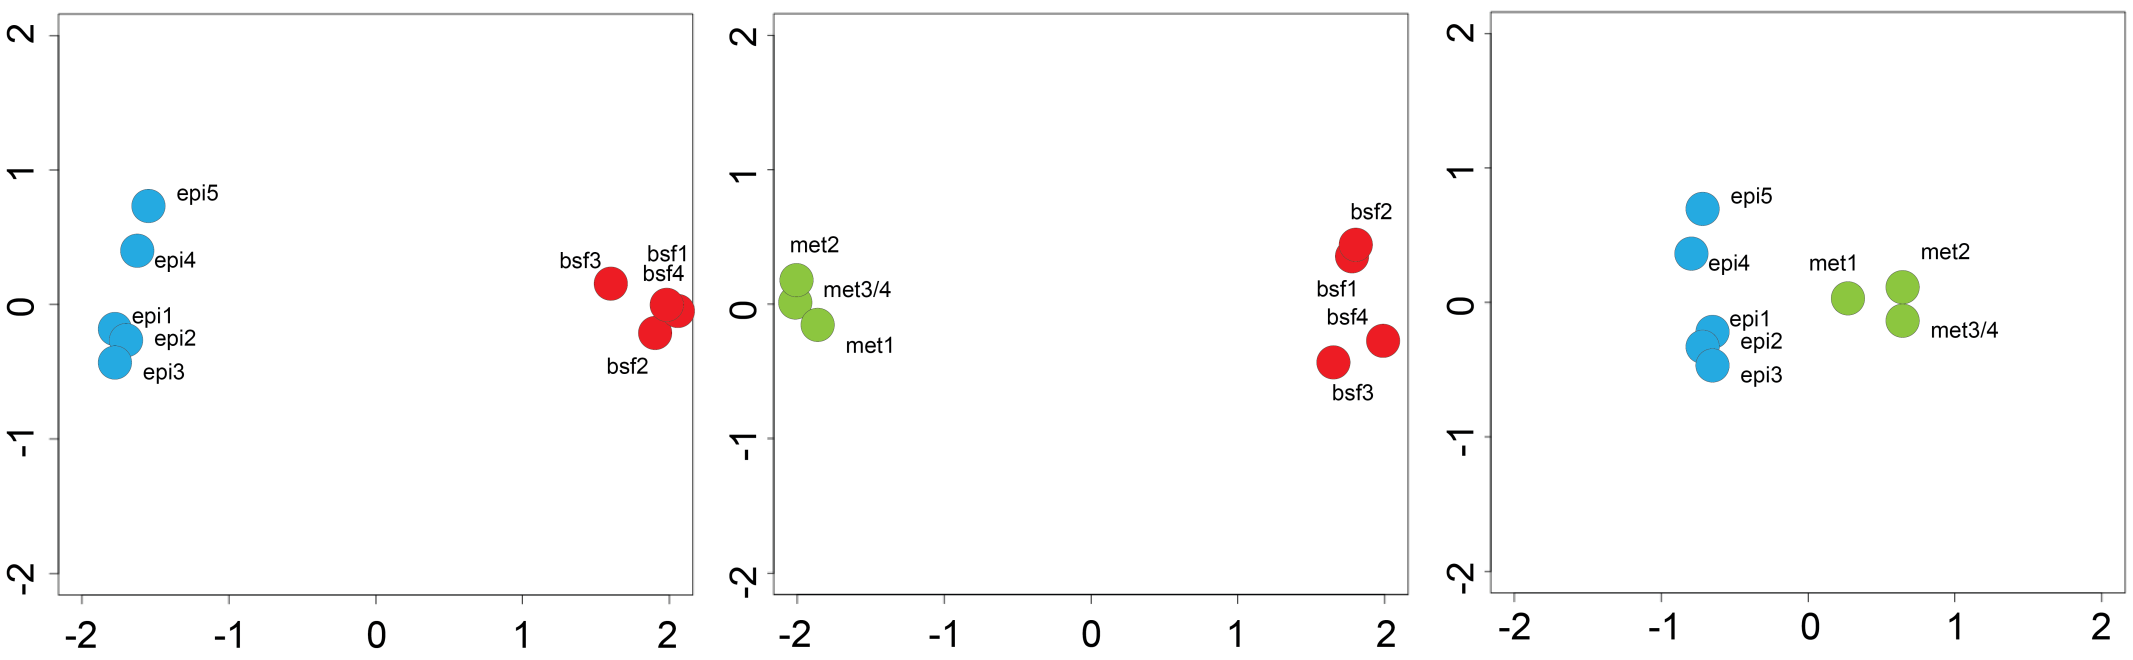 2
1
0
-1
-2
-2
-1
0
1
2
epi5
epi4
epi1
epi2
epi3
bsf3
bsf1
bsf4
bsf2
2
1
0
-1
-2
-2
-1
0
1
2
met2
met3/4
met1
bsf2
bsf1
bsf4
bsf3
2
1
0
-1
-2
-2
-1
0
1
2
epi5
epi4
epi1
epi2
epi3
met1
met2
met3/4